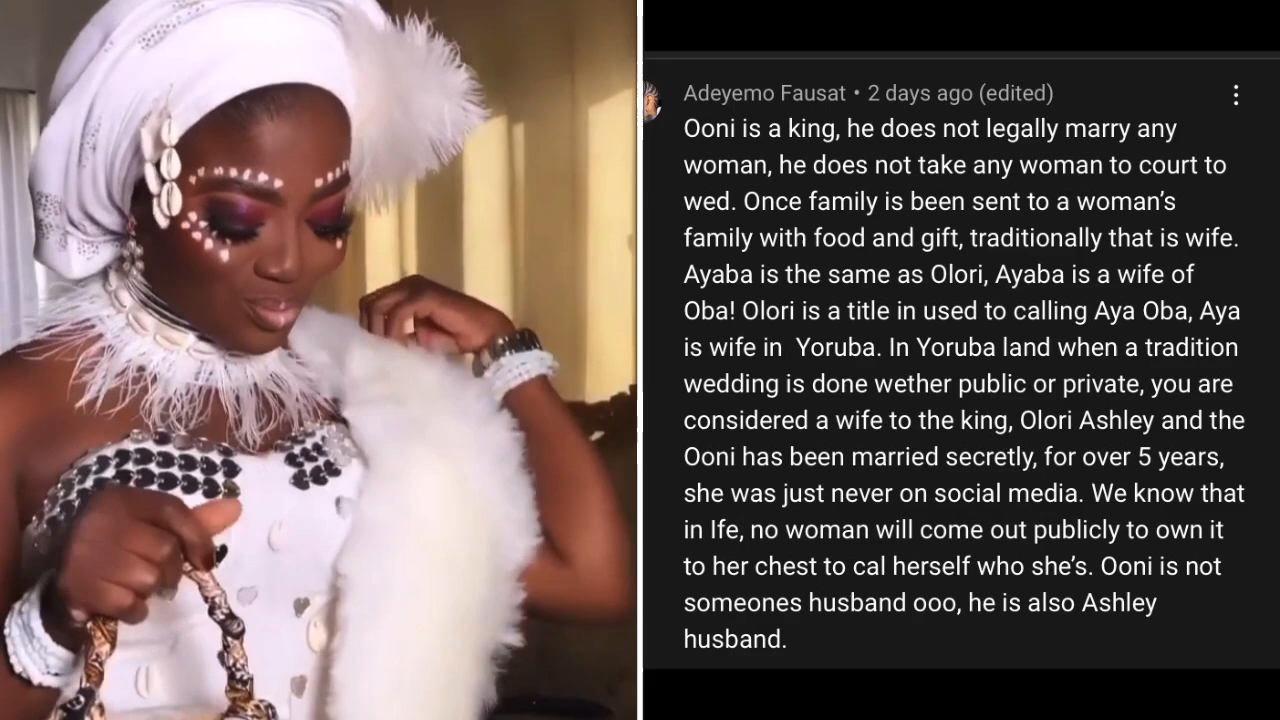 Adeyemo Fausat • 2 days ago (edited)
Ooni is a king, he does not legally marry any
woman, he does not take any woman to court to
wed. Once family is been sent to a woman’s
family with food and gift, traditionally that is wife.
Ayaba is the same as Olori, Ayaba is a wife of
Oba! Olori is a title in used to calling Aya Oba, Aya
is wife in  Yoruba. In Yoruba land when a tradition
wedding is done wether public or private, you are
considered a wife to the king, Olori Ashley and the
Ooni has been married secretly, for over 5 years,
she was just never on social media. We know that
in Ife, no woman will come out publicly to own it
to her chest to cal herself who she’s. Ooni is not
someones husband ooo, he is also Ashley
husband.